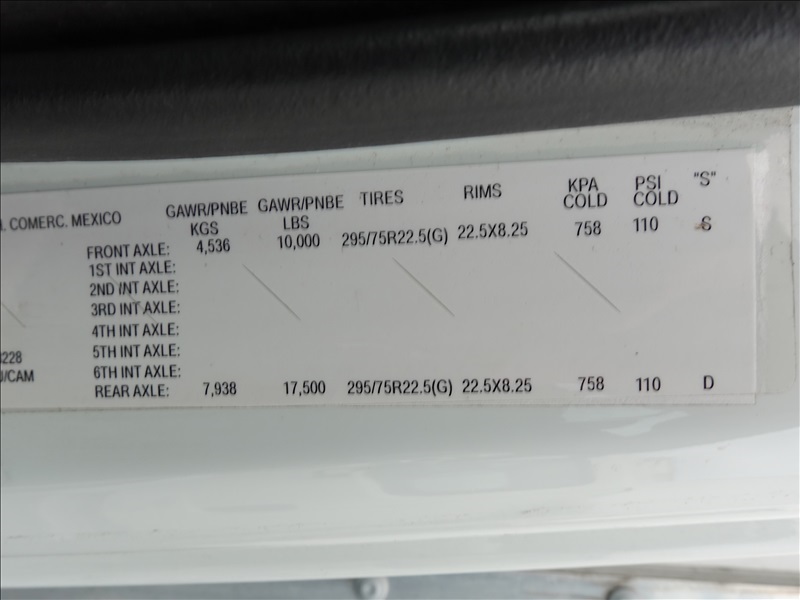 GAWR/PNBE GAWR/PNBE TIRES RIMS KPA PSI "S"
COMERC. MEXICO KGS LBS COLD COLD
FRONT AXLE: 4,536 10,000 295/75R22.5(G) 22.5X8.25 758 110 S
1ST INT AXLE:
2ND INT AXLE:
3RD INT AXLE:
4TH INT AXLE:
5TH INT AXLE:
6TH INT AXLE:
/CAM REAR AXLE: 7,938 17,500 295/75R22.5(G) 22.5X8.25 758 110 D